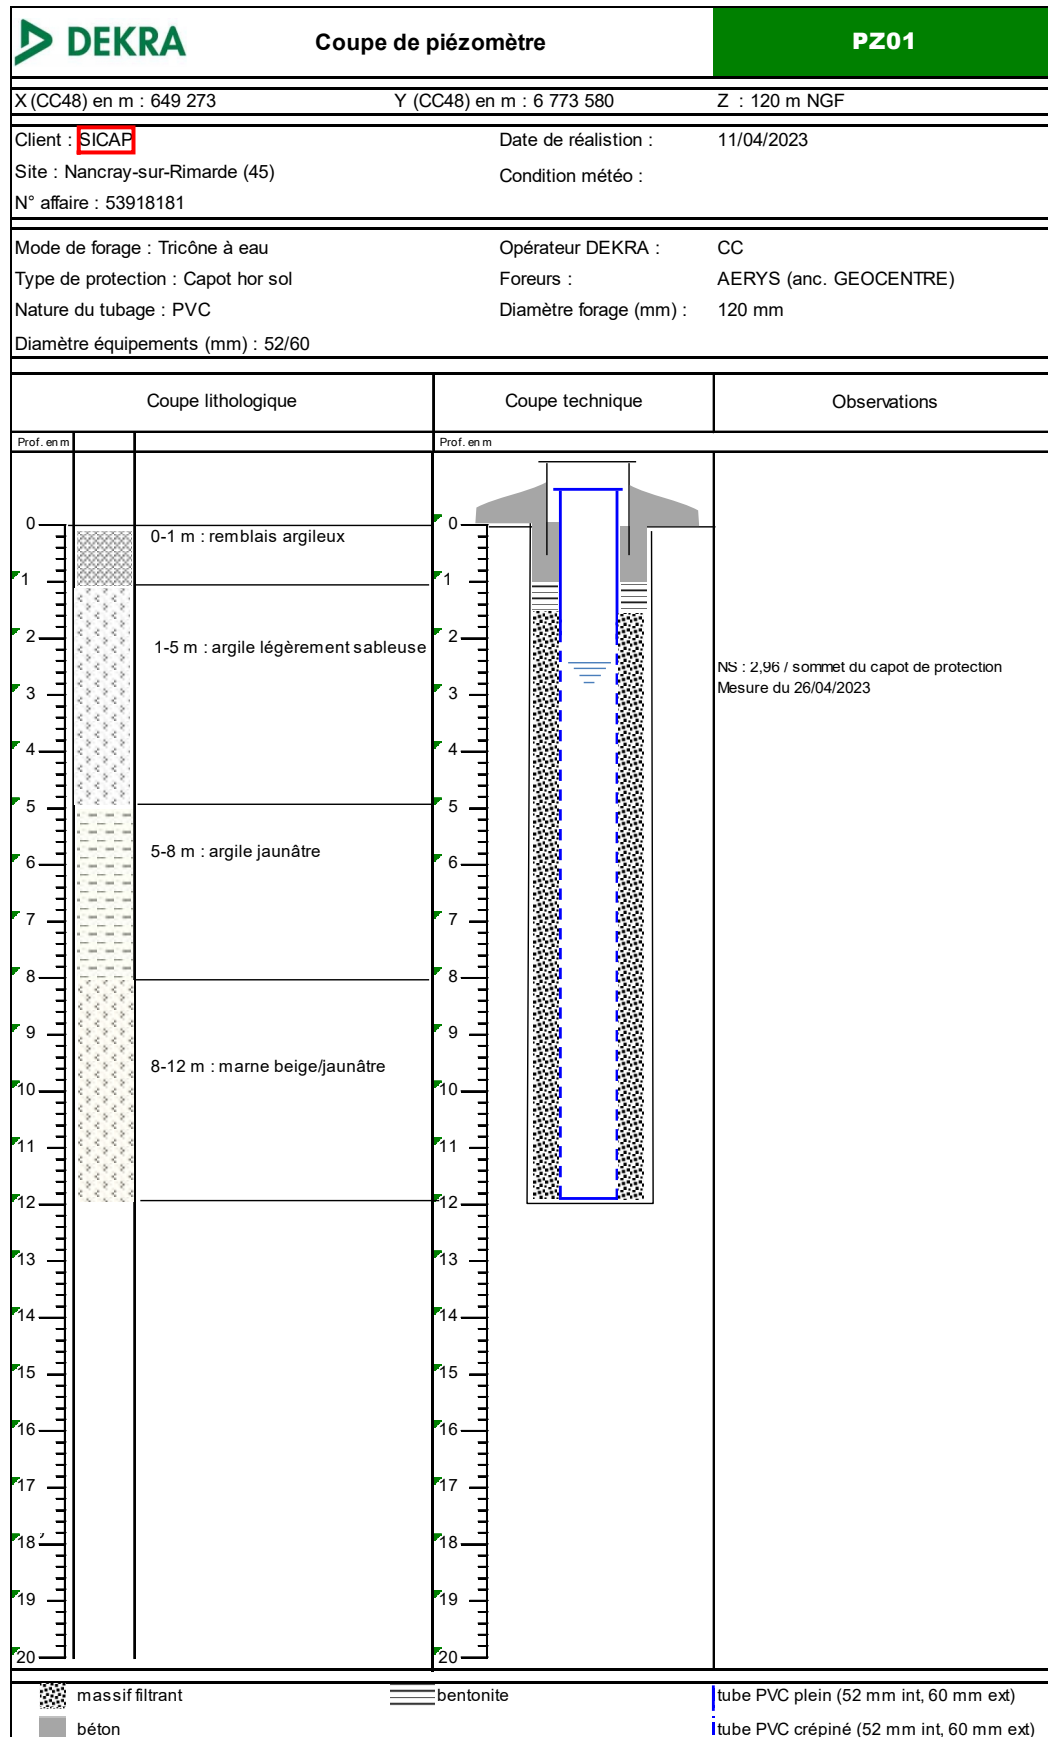 DEKRA
Coupe de piézomètre
PZ01
X (CC48) en m : 649 273
Y (CC48) en m : 6 773 580
Z : 120 m NGF
Client : SICAP
Date de réalistion :
11/04/2023
Site : Nancray-sur-Rimarde (45)
Condition météo :
N° affaire : 53918181
Mode de forage : Tricône à eau
Opérateur DEKRA :
CC
Type de protection : Capot hor sol
Foreurs :
AERYS (anc. GEOCENTRE)
Nature du tubage : PVC
Diamètre forage (mm) :
120 mm
Diamètre équipements (mm) : 52/60
Coupe lithologique
Coupe technique
Observations
Prof. en m
Prof. en m
0
0-1 m : remblais argileux
0
1
1
2
1-5 m : argile légèrement sableuse
2
NS : 2,96 / sommet du capot de protection
3
3
Mesure du 26/04/2023
4
4
5
5
5-8 m : argile jaunâtre
6
6
7
7
8
8
9
9
8-12 m : marne beige/jaunâtre
10
10
11
11
12
12
13
13
14
14
15
15
16
16
17
17
18
18
19
19
20
20
massif filtrant
bentonite
tube PVC plein (52 mm int, 60 mm ext)
béton
tube PVC crépiné (52 mm int, 60 mm ext)